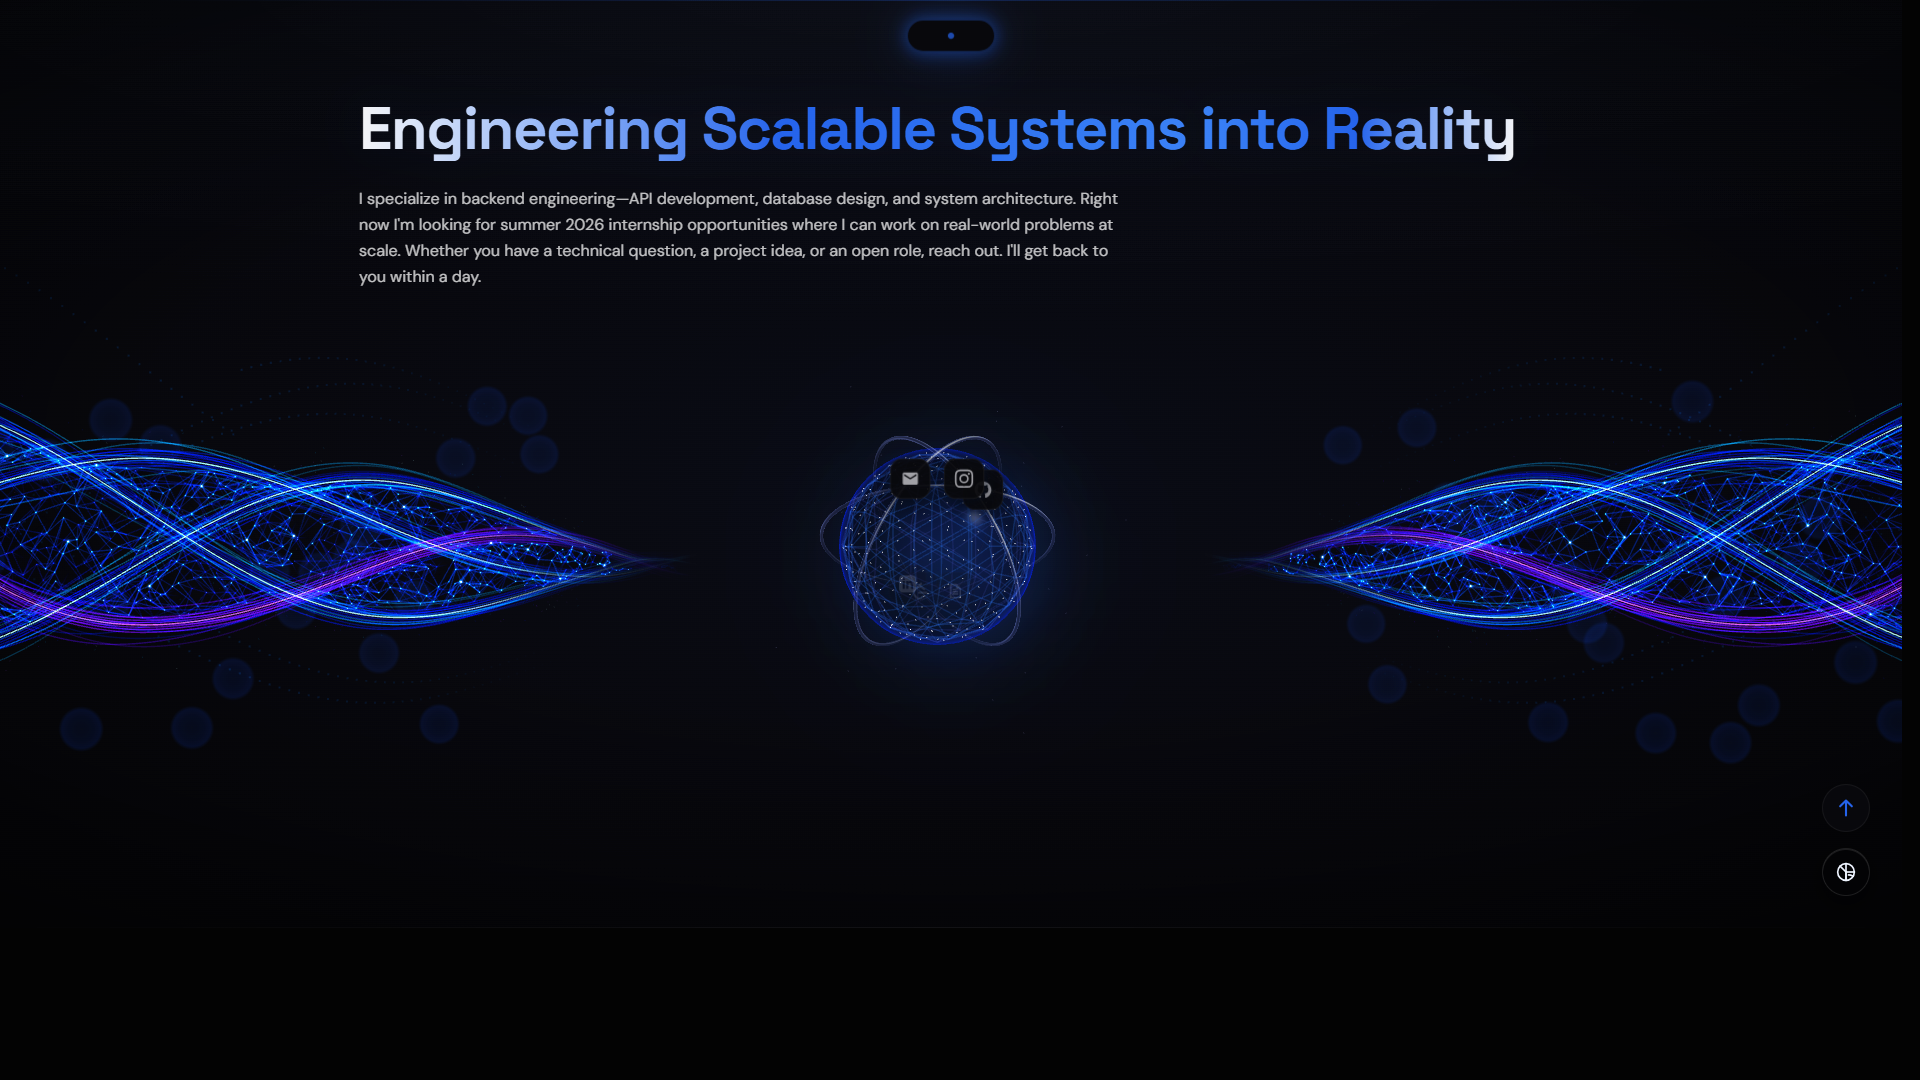 Engineering Scalable Systems into Reality
I specialize in backend engineering—API development, database design, and system architecture. Right
now I'm looking for summer 2026 internship opportunities where I can work on real-world problems at
scale. Whether you have a technical question, a project idea, or an open role, reach out. I'll get back to
you within a day.